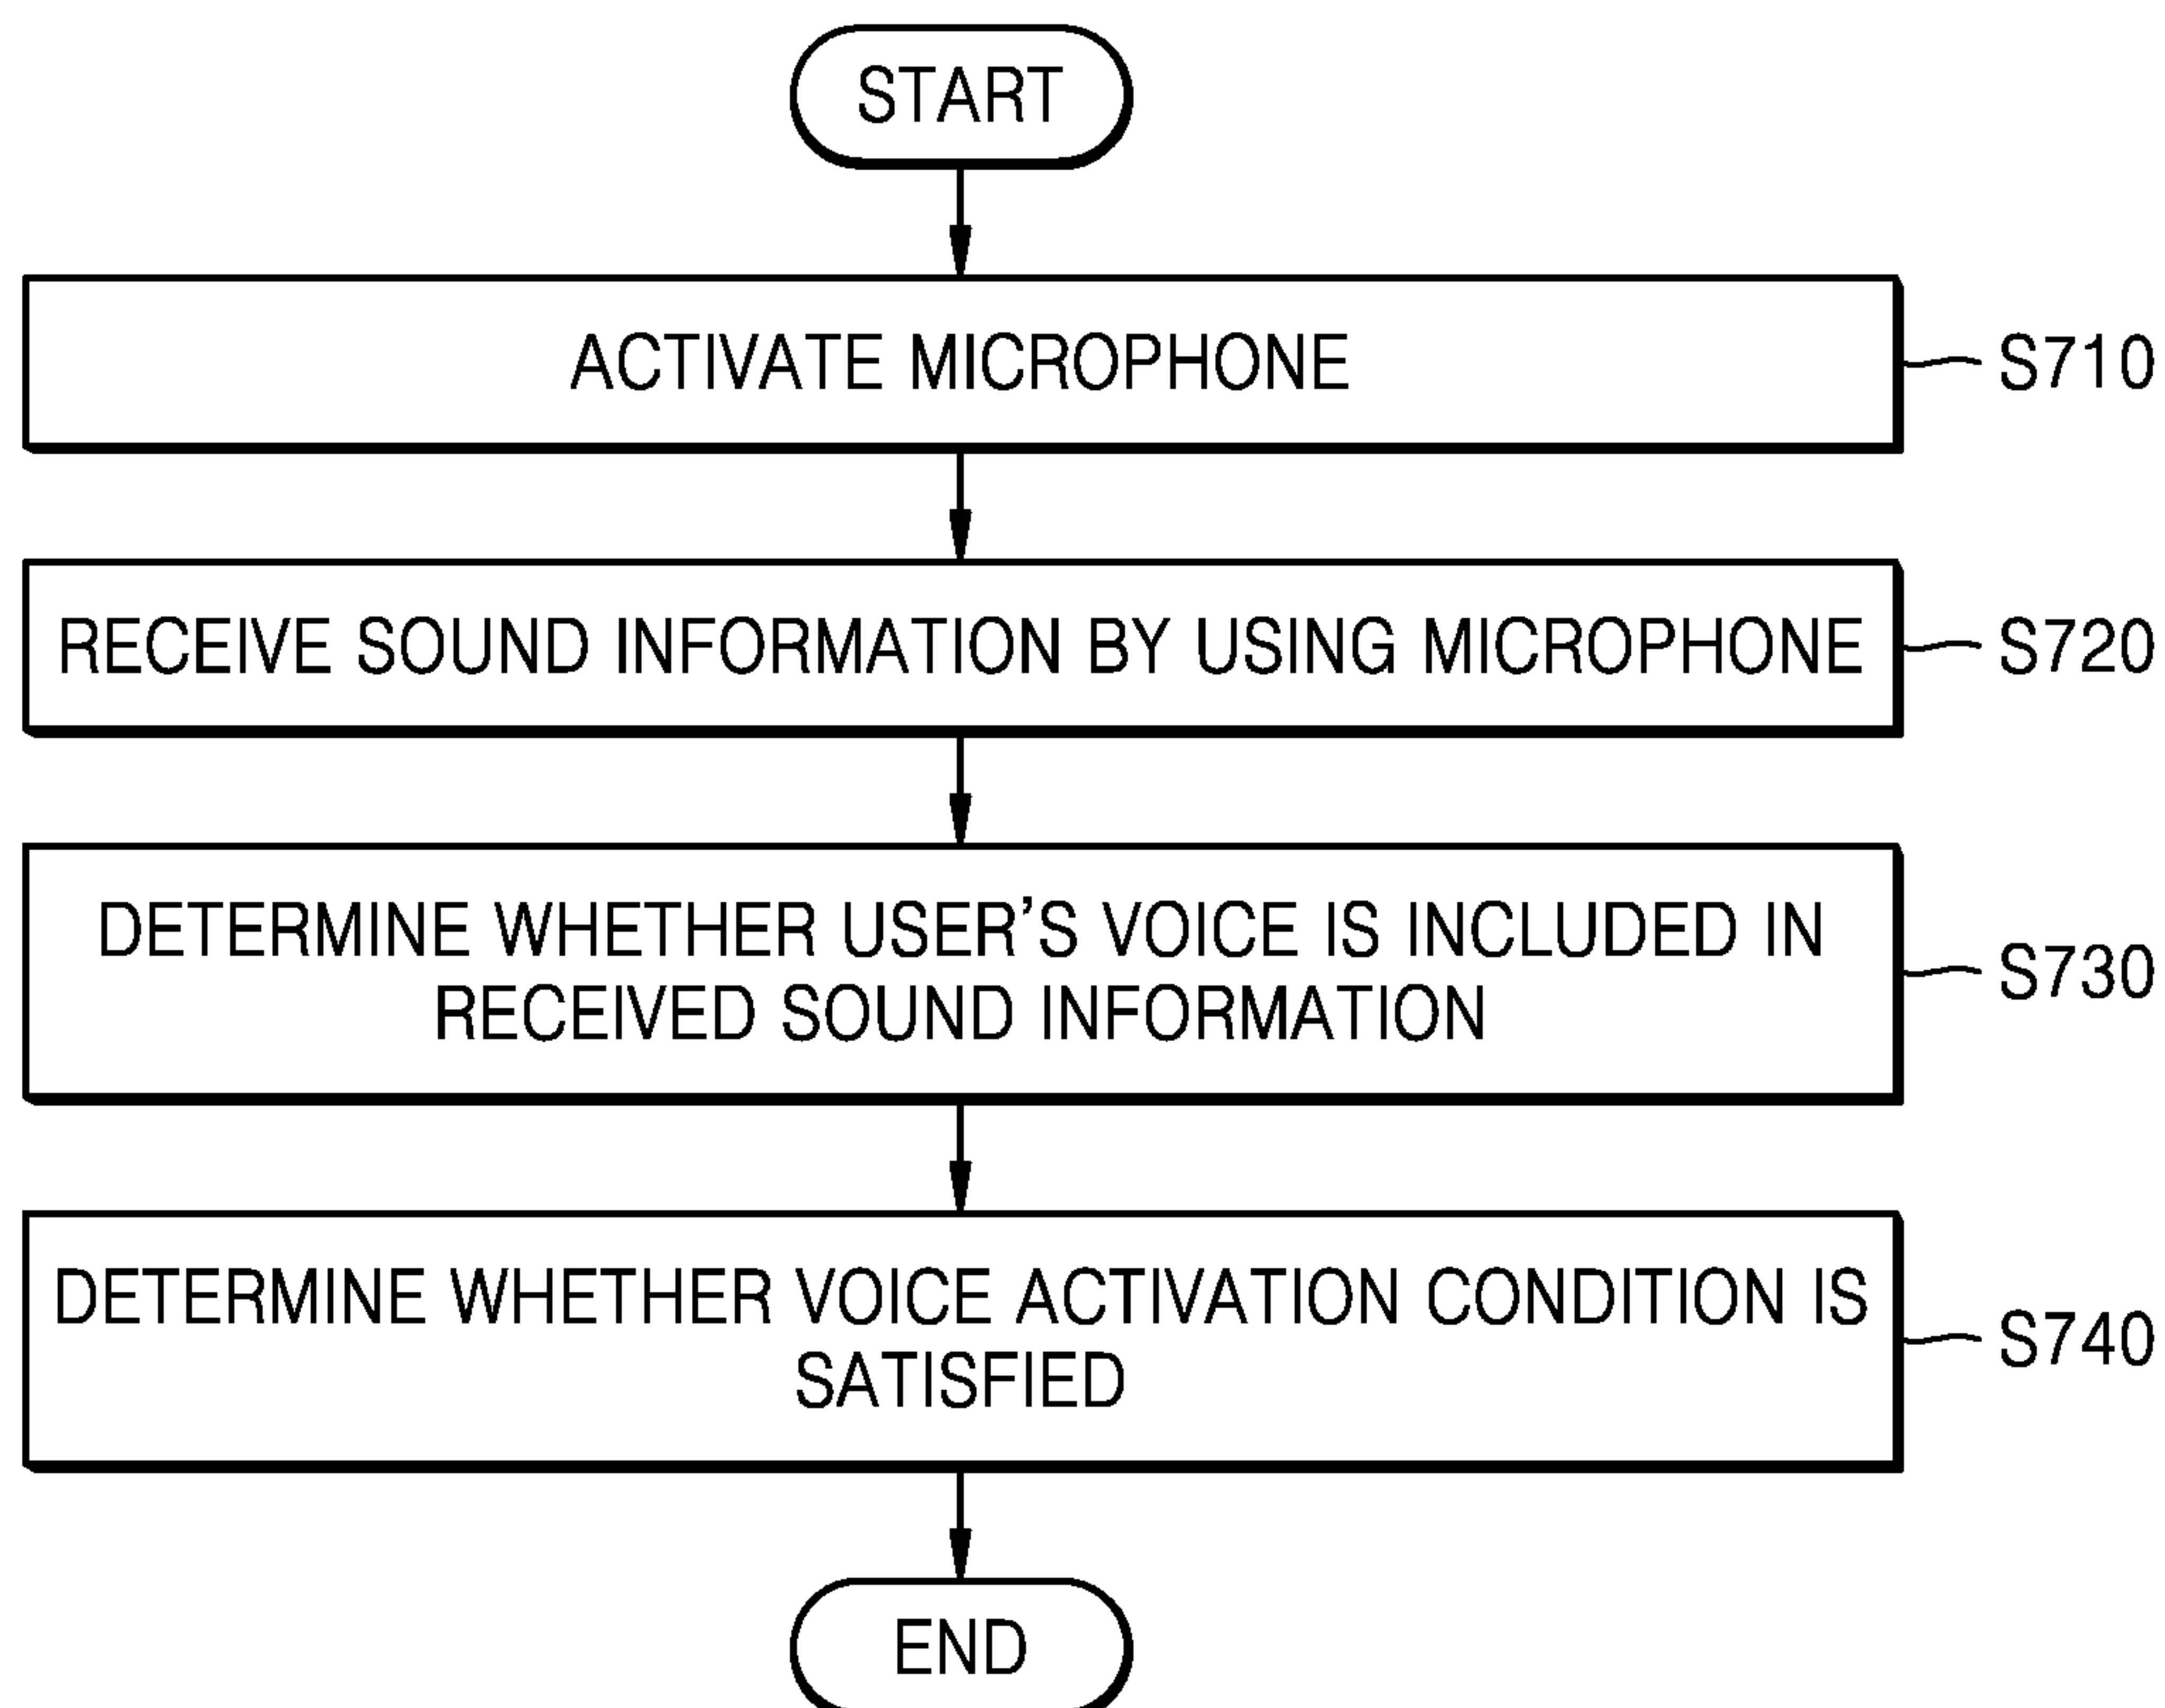 START
ACTIVATE MICROPHONE
S710
RECEIVE SOUND INFORMATION BY USING MICROPHONE
S720
DETERMINE WHETHER USER’S VOICE IS INCLUDED IN
RECEIVED SOUND INFORMATION
S730
DETERMINE WHETHER VOICE ACTIVATION CONDITION IS
SATISFIED
S740
END